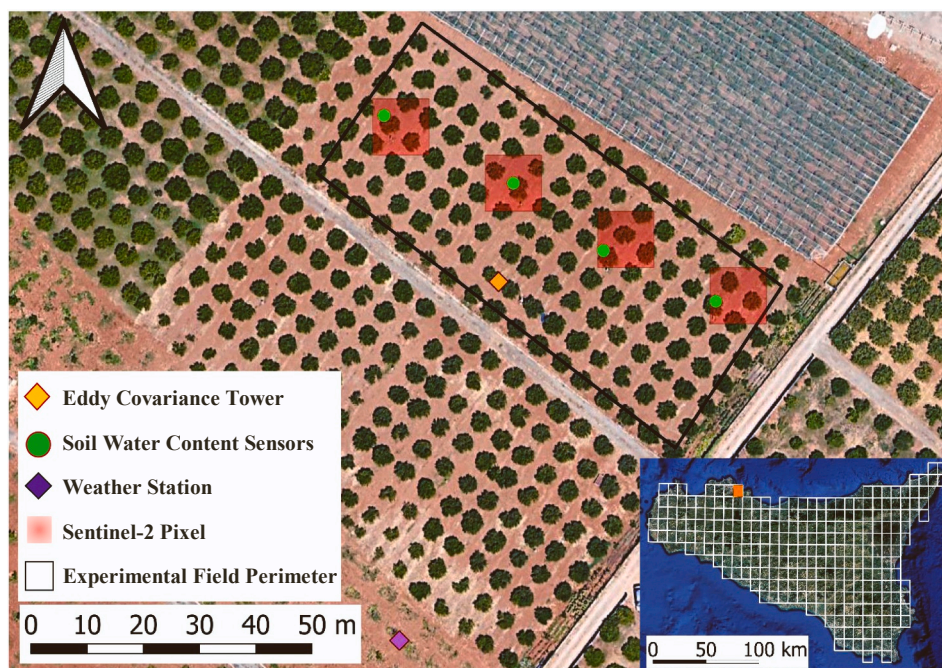 Eddy Covariance Tower
Soil Water Content Sensors
Weather Station
Sentinel-2 Pixel
Experimental Field Perimeter
0 10 20 30 40 50 m
0 50 100 km